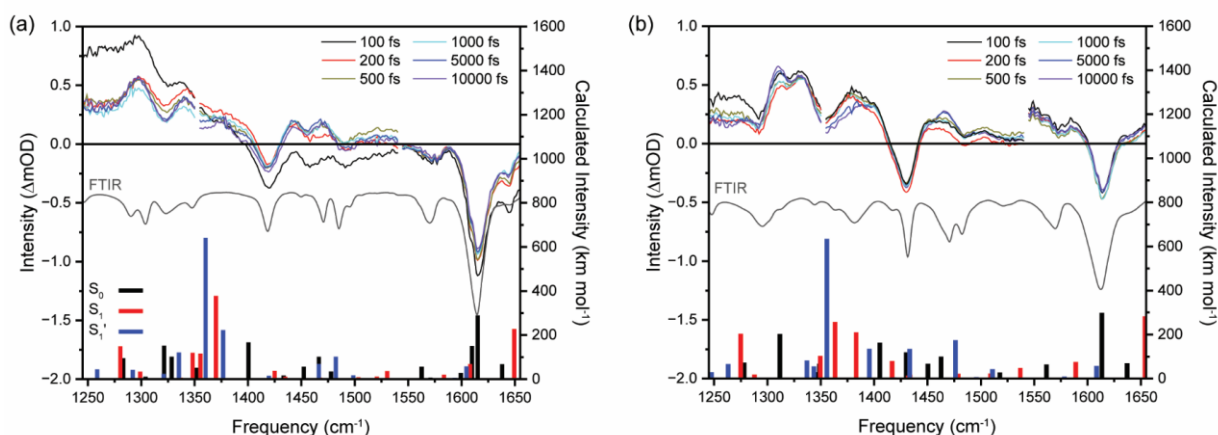 (a)
1.0
0.5
0.0
−0.5
−1.0
−1.5
−2.0
Intensity (ΔmOD)
100 fs 1000 fs
200 fs 5000 fs
500 fs 10000 fs
FTIR
S0
S1
S1'
1600
1400
1200
1000
800
600
400
200
0
Calculated Intensity (km mol-1)
1250 1300 1350 1400 1450 1500 1550 1600 1650
Frequency (cm-1)
(b)
1.0
0.5
0.0
−0.5
−1.0
−1.5
−2.0
Intensity (ΔmOD)
100 fs 1000 fs
200 fs 5000 fs
500 fs 10000 fs
FTIR
1600
1400
1200
1000
800
600
400
200
0
Calculated Intensity (km mol-1)
1250 1300 1350 1400 1450 1500 1550 1600 1650
Frequency (cm-1)